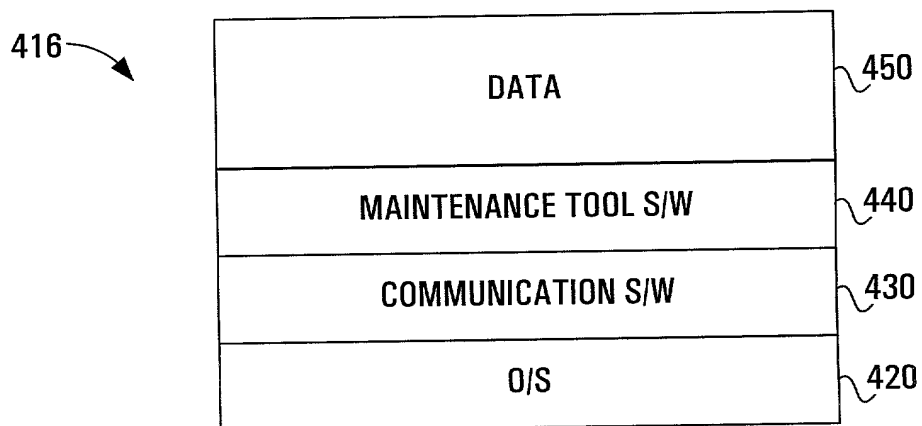 416
DATA
450
MAINTENANCE TOOL S/W
440
COMMUNICATION S/W
430
O/S
420